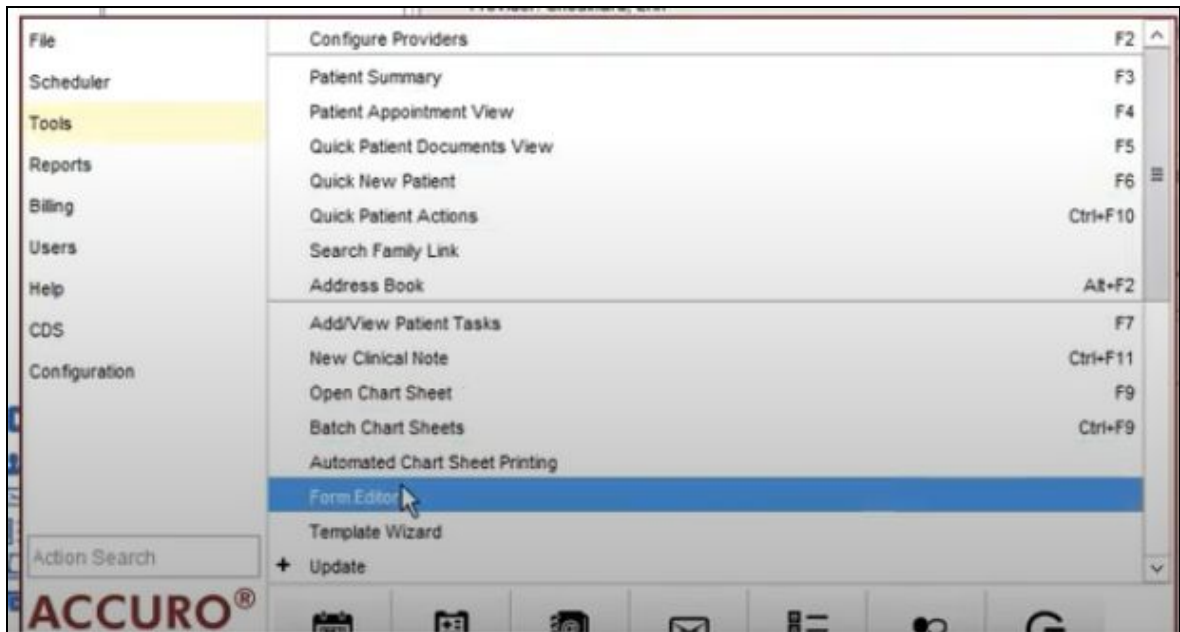 File
Scheduler
Tools
Reports
Billing
Users
Help
CDS
Configuration
Action Search
ACCURO®
Configure Providers F2
Patient Summary F3
Patient Appointment View F4
Quick Patient Documents View F5
Quick New Patient F6
Quick Patient Actions Ctrl+F10
Search Family Link
Address Book Alt+F2
Add/View Patient Tasks F7
New Clinical Note Ctrl+F11
Open Chart Sheet F9
Batch Chart Sheets Ctrl+F9
Automated Chart Sheet Printing
Form Editor
Template Wizard
+ Update